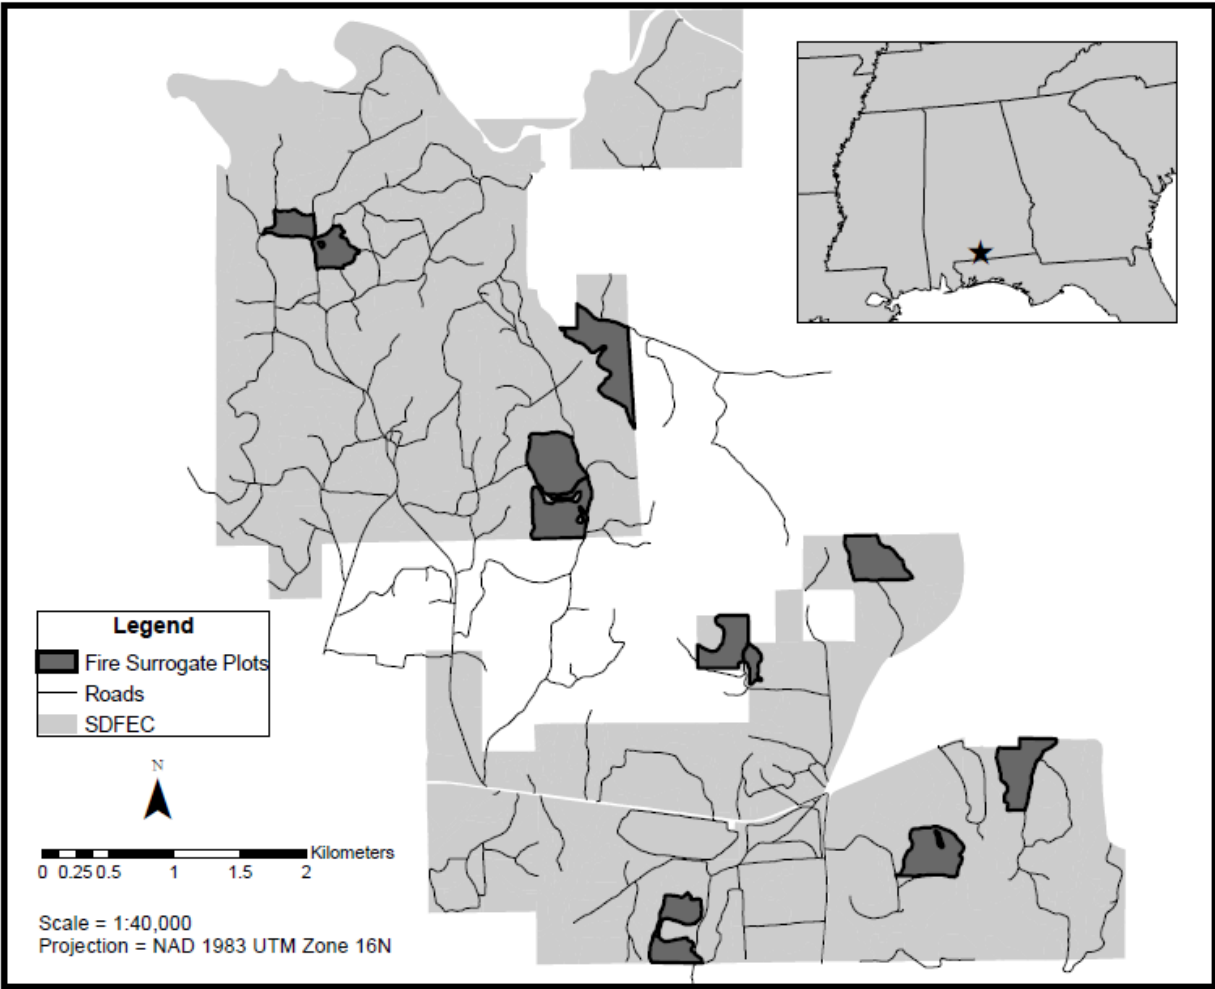 Legend
Fire Surrogate Plots
Roads
SDFEC
N
Kilometers
0 0.25 0.5 1 1.5 2
Scale = 1:40,000
Projection = NAD 1983 UTM Zone 16N